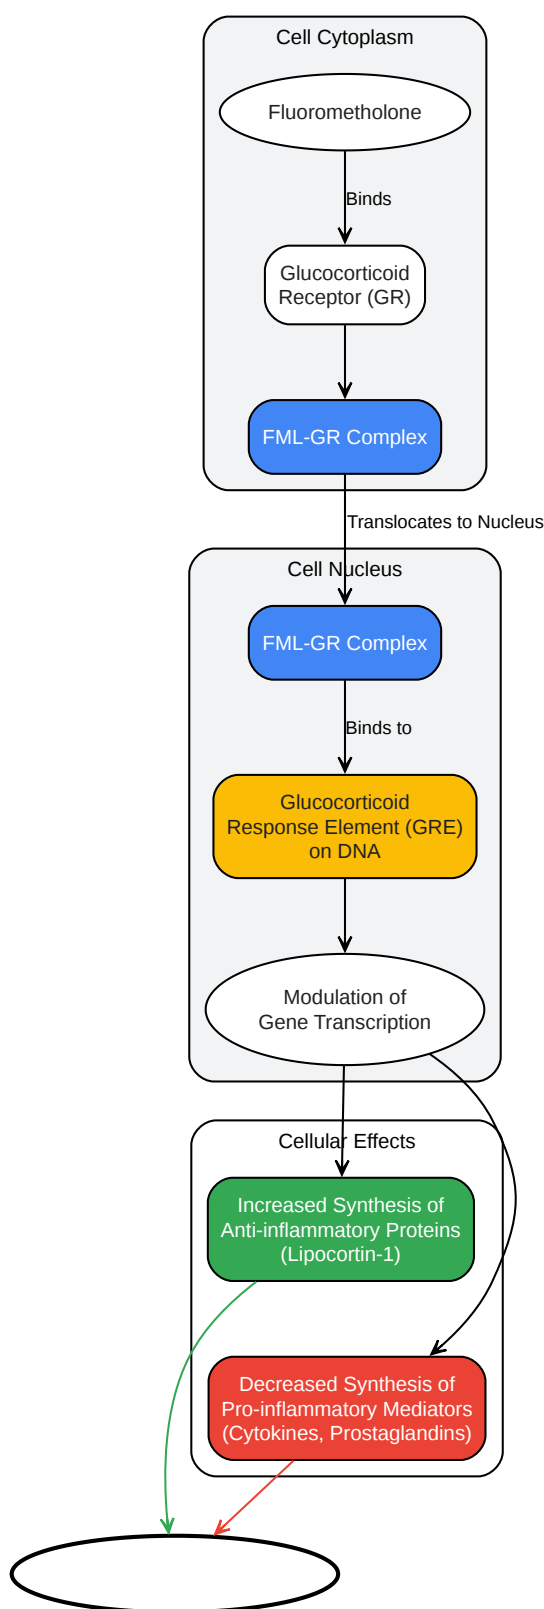 Cell Cytoplasm
Fluorometholone
Binds
Glucocorticoid
Receptor (GR)
FML-GR Complex
Translocates to Nucleus
Cell Nucleus
FML-GR Complex
Binds to
Glucocorticoid
Response Element (GRE)
on DNA
Modulation of
Gene Transcription
Cellular Effects
Increased Synthesis of
Anti-inflammatory Proteins
(Lipocortin-1)
Decreased Synthesis of
Pro-inflammatory Mediators
(Cytokines, Prostaglandins)